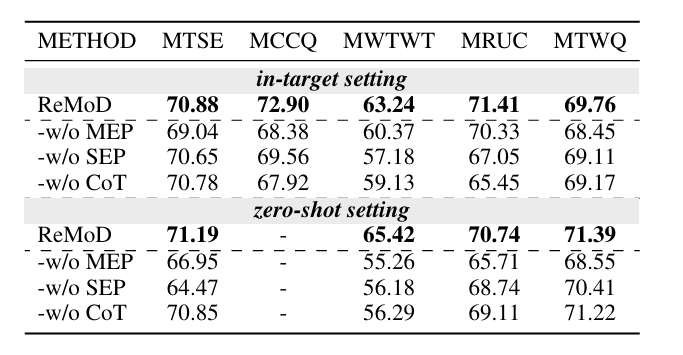 METHOD MTSE MCCQ MWTWT MRUC MTWQ
in-target setting
ReMoD 70.88 72.90 63.24 71.41 69.76
-w/o MEP 69.04 68.38 60.37 70.33 68.45
-w/o SEP 70.65 69.56 57.18 67.05 69.11
-w/o CoT 70.78 67.92 59.13 65.45 69.17
zero-shot setting
ReMoD 71.19 - 65.42 70.74 71.39
-w/o MEP 66.95 - 55.26 65.71 68.55
-w/o SEP 64.47 - 56.18 68.74 70.41
-w/o CoT 70.85 - 56.29 69.11 71.22